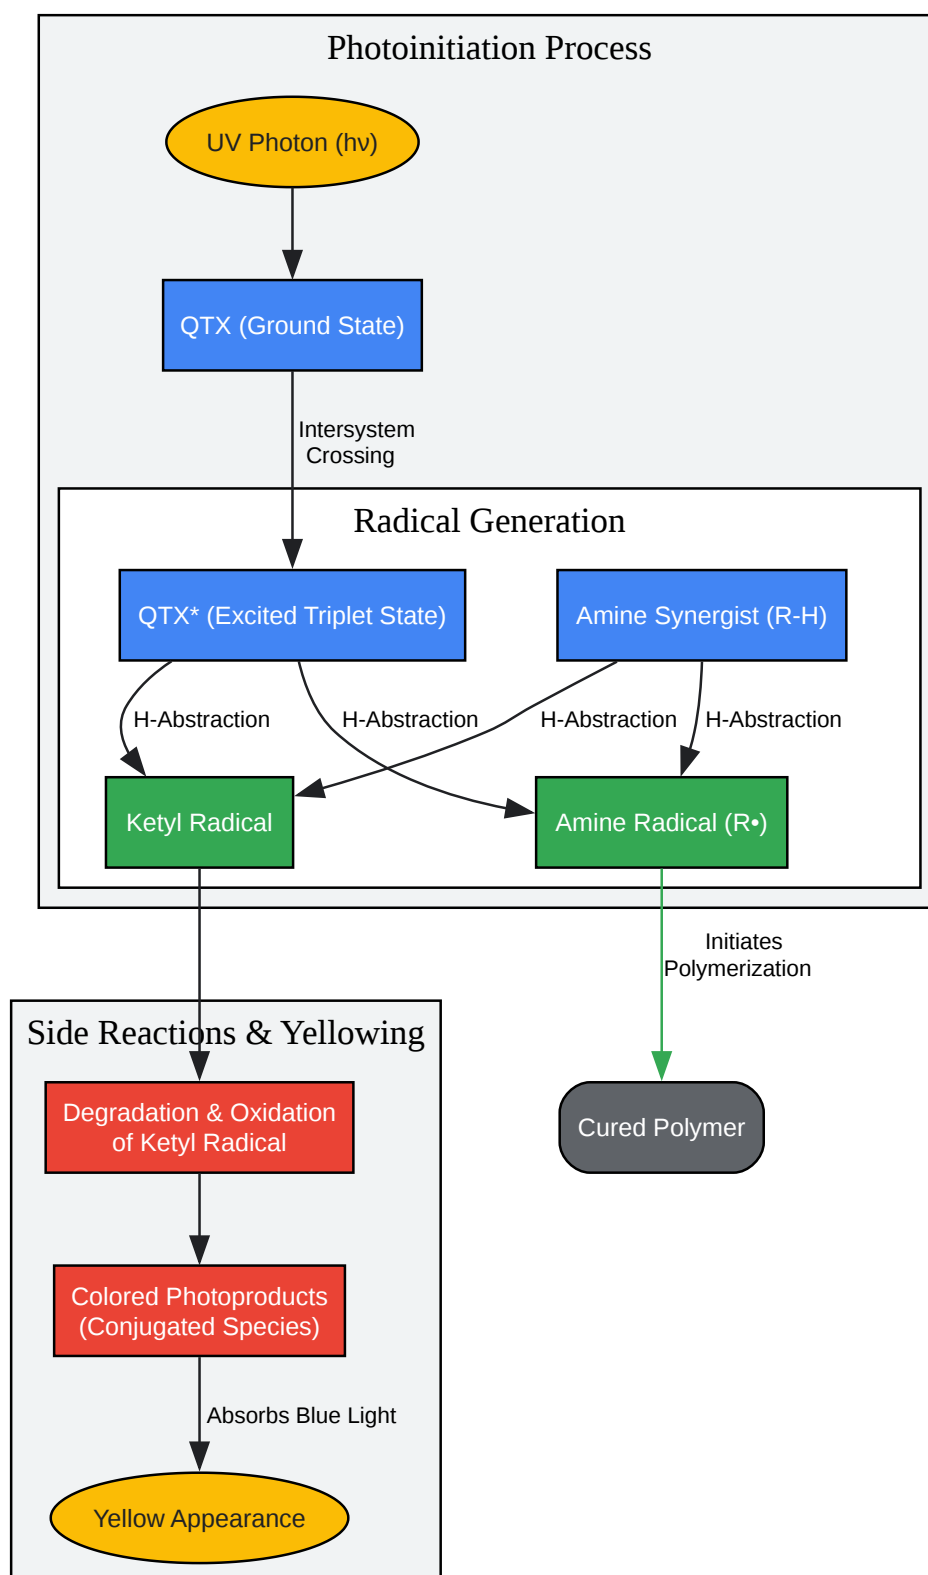 Photoinitiation Process
UV Photon (hν)
QTX (Ground State)
Intersystem
Crossing
Radical Generation
QTX* (Excited Triplet State)
Amine Synergist (R-H)
H-Abstraction
H-Abstraction
H-Abstraction
H-Abstraction
Ketyl Radical
Amine Radical (R•)
Initiates
Polymerization
Side Reactions & Yellowing
Degradation & Oxidation
of Ketyl Radical
Cured Polymer
Colored Photoproducts
(Conjugated Species)
Absorbs Blue Light
Yellow Appearance